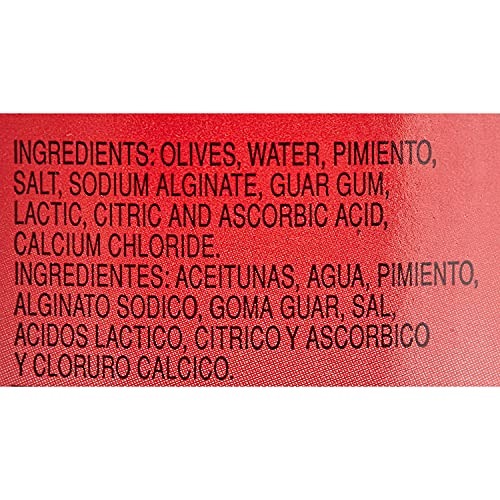 INGREDIENTS: OLIVES, WATER, PIMIENTO,
SALT, SODIUM ALGINATE, GUAR GUM,
LACTIC, CITRIC AND ASCORBIC ACID,
CALCIUM CHLORIDE.
INGREDIENTES: ACEITUNAS, AGUA, PIMIENTO,
ALGINATO SODICO, GOMA GUAR, SAL,
ACIDOS LACTICO, CITRICO Y ASCORBICO
Y CLORURO CALCICO.